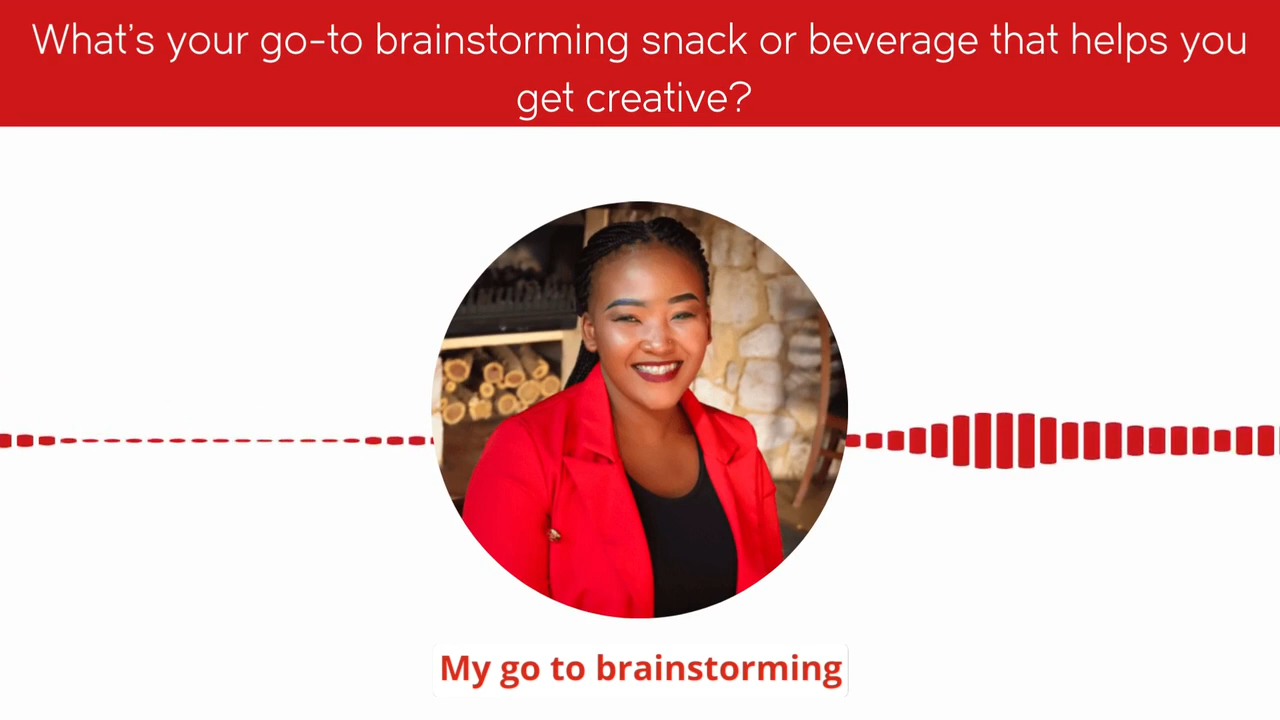 What's your go-to brainstorming snack or beverage that helps you
get creative?
My go to brainstorming